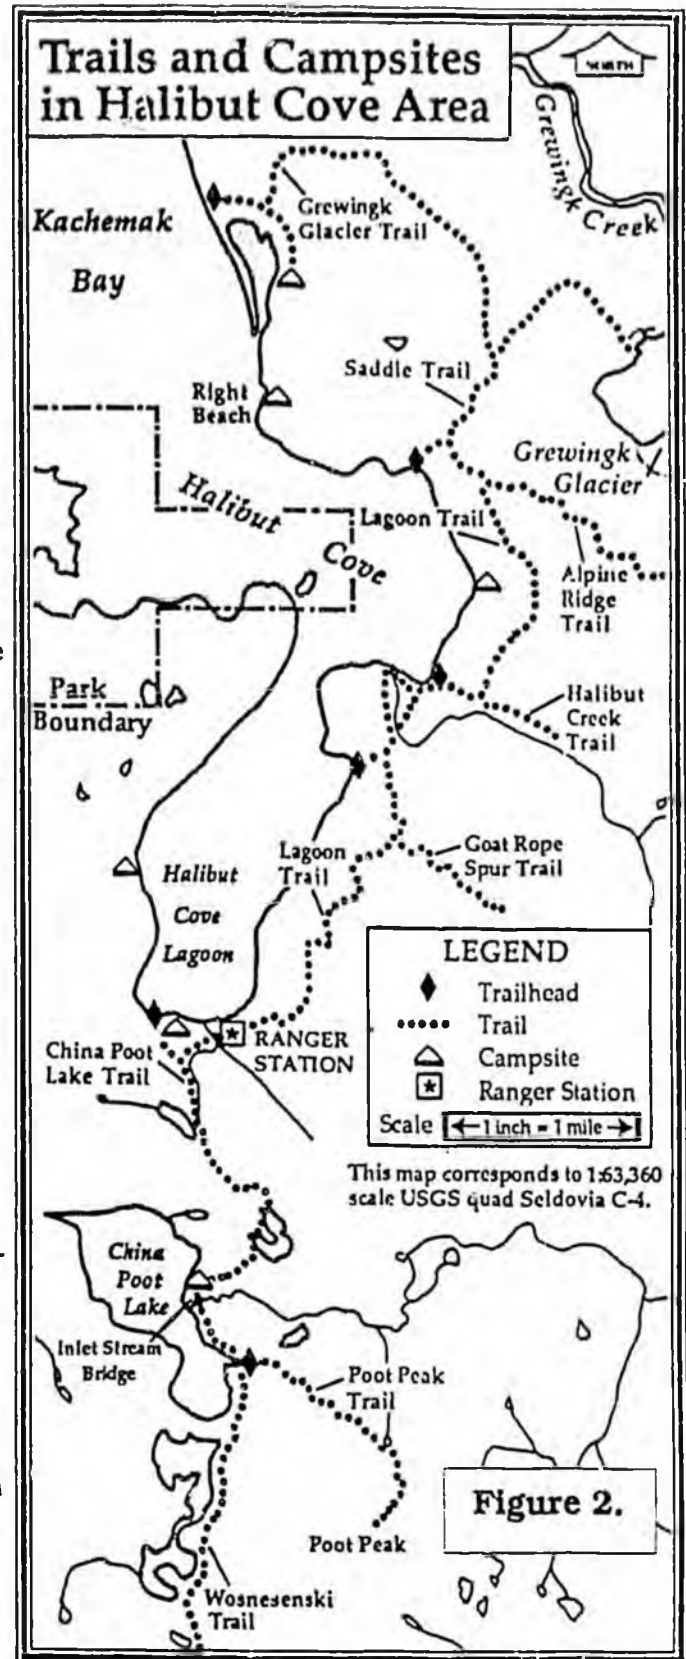 Trails and Campsites
in Halibut Cove Area
NORTH
Grewingk Creek
Kachemak
Bay
Grewingk
Glacier Trail
Saddle Trail
Right
Beach
Grewingk
Glacier
Halibut
Cove
Lagoon Trail
Alpine
Ridge
Trail
Park
Boundary
Halibut
Creek
Trail
Halibut
Cove
Lagoon
Lagoon
Trail
Goat Rope
Spur Trail
LEGEND
Trailhead
Trail
Campsite
Ranger Station
Scale 1 inch = 1 mile
RANGER
STATION
China Poot
Lake Trail
This map corresponds to 1:63,360
scale USGS quad Seldovia C-4.
China
Poot
Lake
Inlet Stream
Bridge
Poot Peak
Trail
Figure 2.
Poot Peak
Wosnesenski
Trail